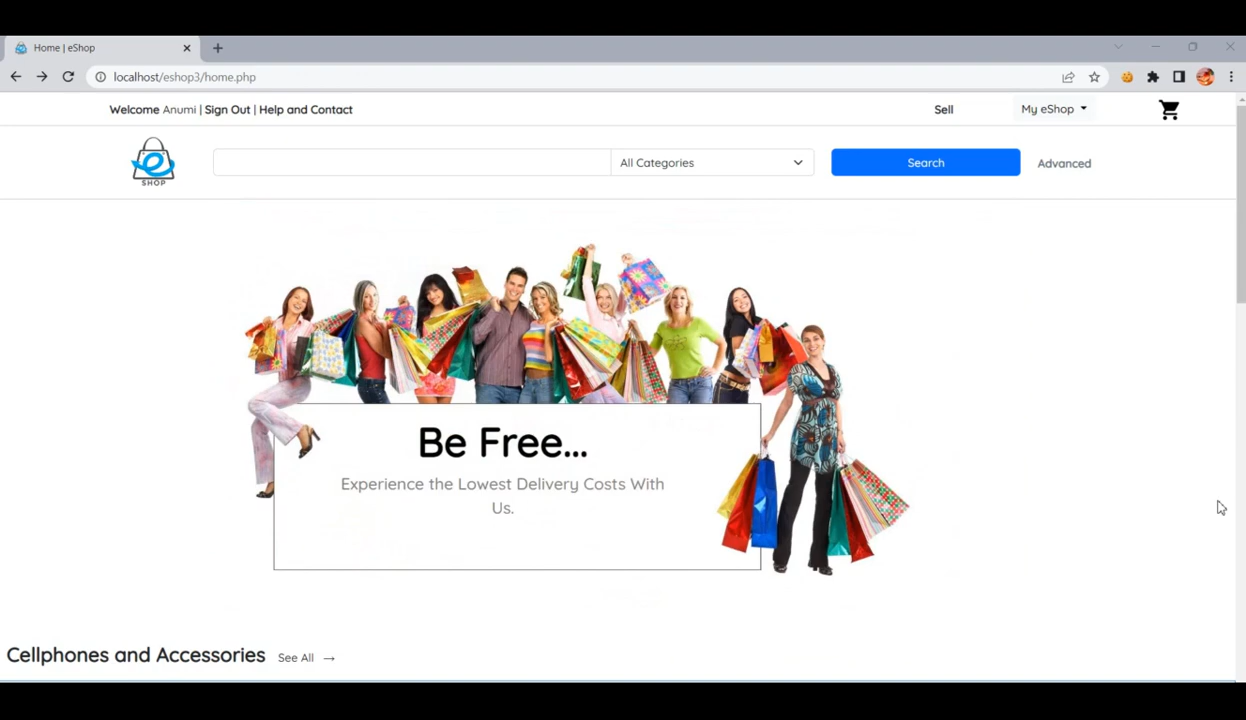 Home | eShop
localhost/eshop3/home.php
Welcome Anumi | Sign Out | Help and Contact
Sell
My eShop
SHOP
All Categories
Search
Advanced
Be Free...
Experience the Lowest Delivery Costs With
Us.
Cellphones and Accessories
See All →